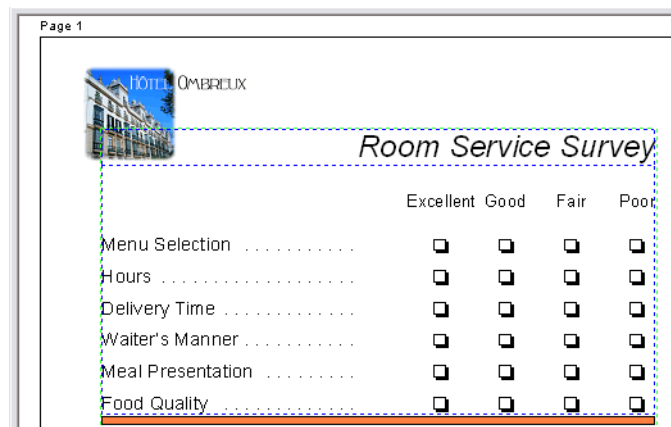 Page 1
HÔTEL OMBREUX
Room Service Survey
Excellent Good Fair Poor
Menu Selection . . . . . . . . . . .
Hours . . . . . . . . . . . . . . . . . . .
Delivery Time . . . . . . . . . . . . .
Waiter's Manner . . . . . . . . . . .
Meal Presentation . . . . . . . . .
Food Quality . . . . . . . . . . . . .